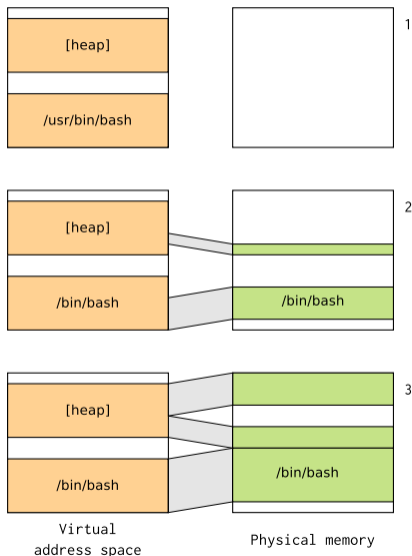 1
[heap]
/usr/bin/bash
2
[heap]
/bin/bash
/bin/bash
3
[heap]
/bin/bash
/bin/bash
Virtual
address space
Physical memory